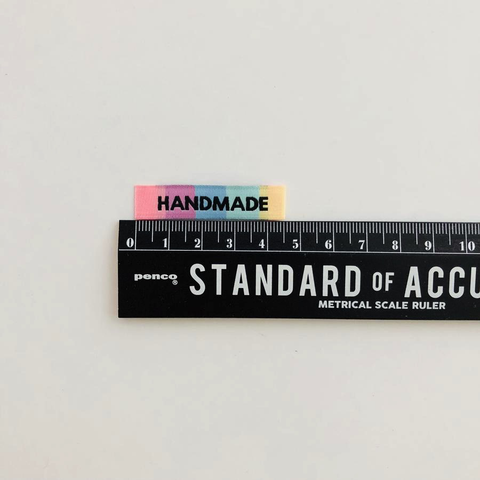 HANDMADE
0 1 2 3 4 5 6 7 8 9 10
penco® STANDARD OF ACCU
METRICAL SCALE RULER